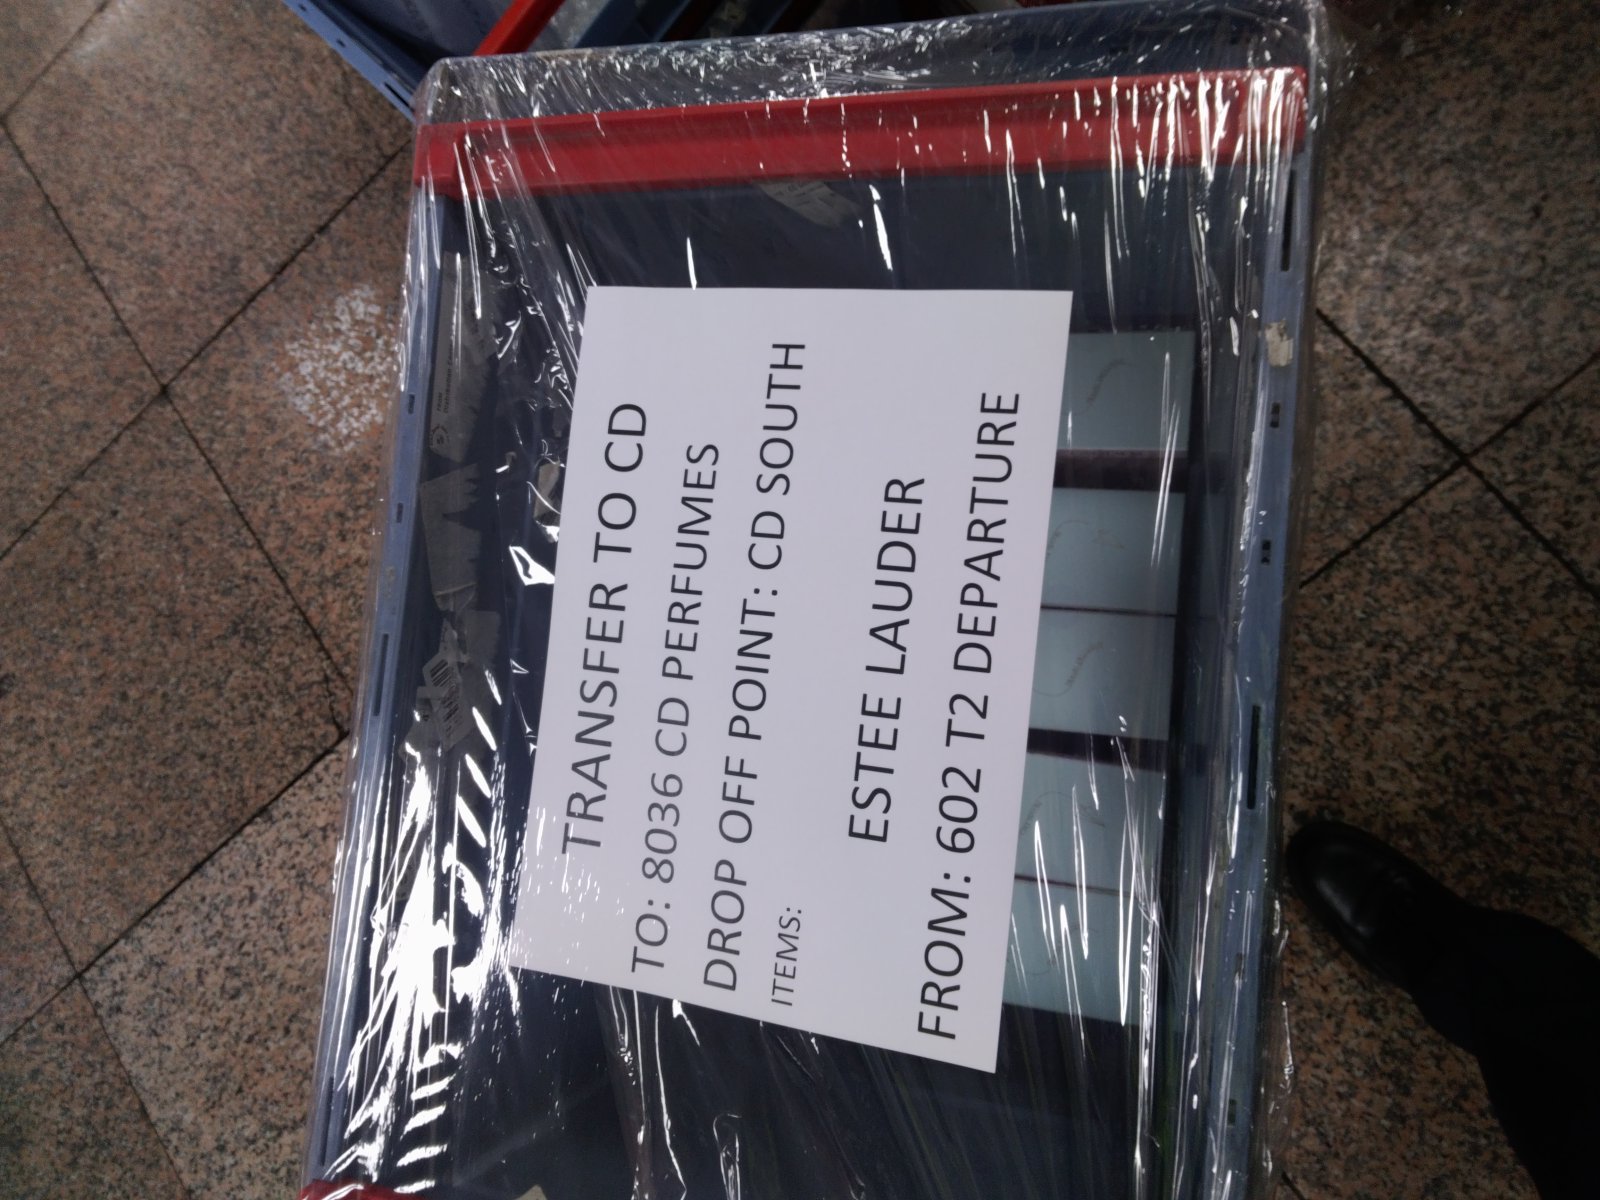 TRANSFER TO CD
TO: 8036 CD PERFUMES
DROP OFF POINT: CD SOUTH
ITEMS:
ESTEE LAUDER
FROM: 602 T2 DEPARTURE